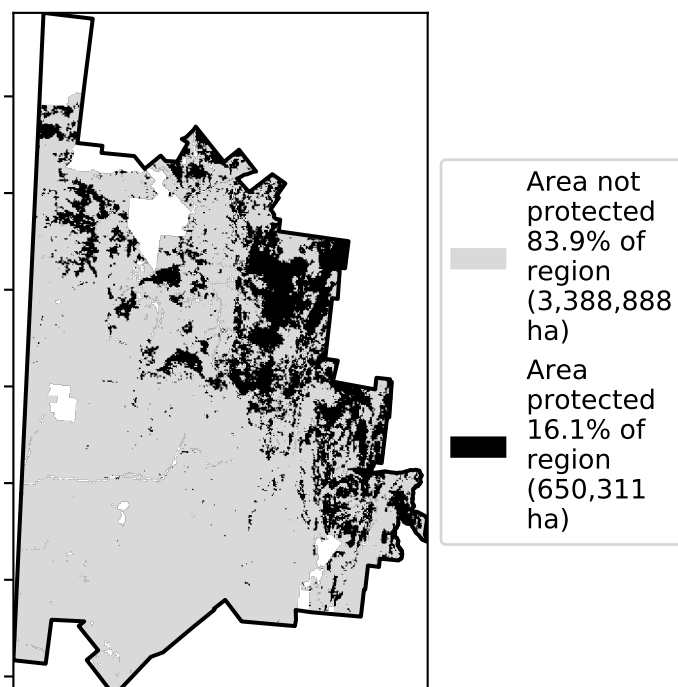 Area not
protected
83.9% of
region
(3,388,888
ha)
Area
protected
16.1% of
region
(650,311
ha)